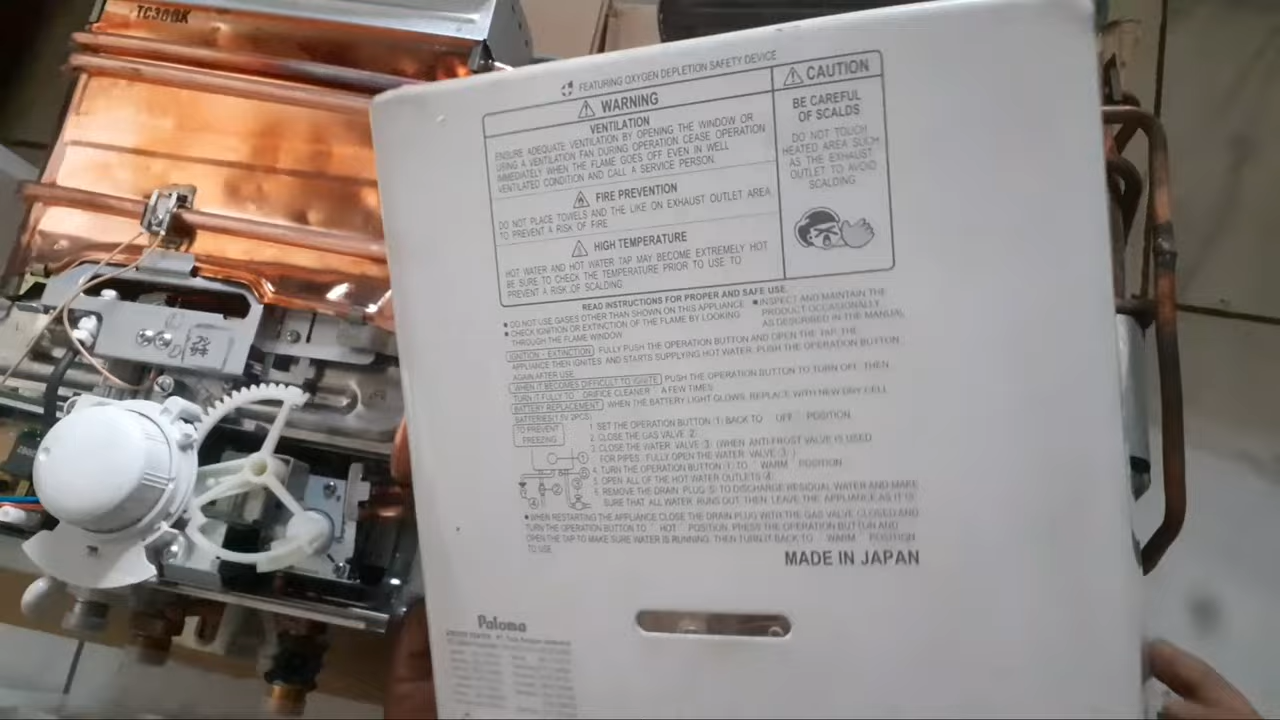 TC30BK
FEATURING OXYGEN DEPLETION SAFETY DEVICE
WARNING
VENTILATION
ENSURE ADEQUATE VENTILATION BY OPENING THE WINDOW OR
USING A VENTILATION FAN DURING OPERATION CEASE OPERATION
IMMEDIATELY WHEN THE FLAME GOES OFF EVEN IN WELL
VENTILATED CONDITION AND CALL A SERVICE PERSON.
FIRE PREVENTION
DO NOT PLACE TOWELS AND THE LIKE ON EXHAUST OUTLET AREA
TO PREVENT A RISK OF FIRE
HIGH TEMPERATURE
HOT WATER AND HOT WATER TAP MAY BECOME EXTREMELY HOT
BE SURE TO CHECK THE TEMPERATURE PRIOR TO USE TO
PREVENT A RISK OF SCALDING
CAUTION
BE CAREFUL
OF SCALDS
DO NOT TOUCH
HEATED AREA SUCH
AS THE EXHAUST
OUTLET TO AVOID
SCALDING
READ INSTRUCTIONS FOR PROPER AND SAFE USE.
■ DO NOT USE GASES OTHER THAN SHOWN ON THIS APPLIANCE
■ CHECK IGNITION OR EXTINCTION OF THE FLAME BY LOOKING
THROUGH THE FLAME WINDOW
■ INSPECT AND MAINTAIN THE
PRODUCT OCCASIONALLY
AS DESCRIBED IN THE MANUAL
IGNITION · EXTINCTION FULLY PUSH THE OPERATION BUTTON AND OPEN THE TAP. THE
APPLIANCE THEN IGNITES AND STARTS SUPPLYING HOT WATER. PUSH THE OPERATION BUTTON
AGAIN AFTER USE
WHEN IT BECOMES DIFFICULT TO IGNITE PUSH THE OPERATION BUTTON TO TURN OFF THEN
TURN IT FULLY TO ORIFICE CLEANER A FEW TIMES
BATTERY REPLACEMENT WHEN THE BATTERY LIGHT GLOWS, REPLACE WITH NEW DRY CELL
BATTERIES(1.5V 2PCS)
TO PREVENT
FREEZING
1. SET THE OPERATION BUTTON ① BACK TO OFF POSITION
2. CLOSE THE GAS VALVE ②
3. CLOSE THE WATER VALVE ③ (WHEN ANTI-FROST VALVE IS USED
FOR PIPES, FULLY OPEN THE WATER VALVE ③)
4. TURN THE OPERATION BUTTON ① TO WARM POSITION
5. OPEN ALL OF THE HOT WATER OUTLETS ④
6. REMOVE THE DRAIN PLUG ⑤ TO DISCHARGE RESIDUAL WATER AND MAKE
SURE THAT ALL WATER RUNS OUT THEN LEAVE THE APPLIANCE AS IT IS
■ WHEN RESTARTING THE APPLIANCE CLOSE THE DRAIN PLUG WITH THE GAS VALVE CLOSED AND
TURN THE OPERATION BUTTON TO HOT POSITION. PRESS THE OPERATION BUTTON AND
OPEN THE TAP TO MAKE SURE WATER IS RUNNING. THEN TURN IT BACK TO WARM POSITION
TO USE
MADE IN JAPAN
Paloma